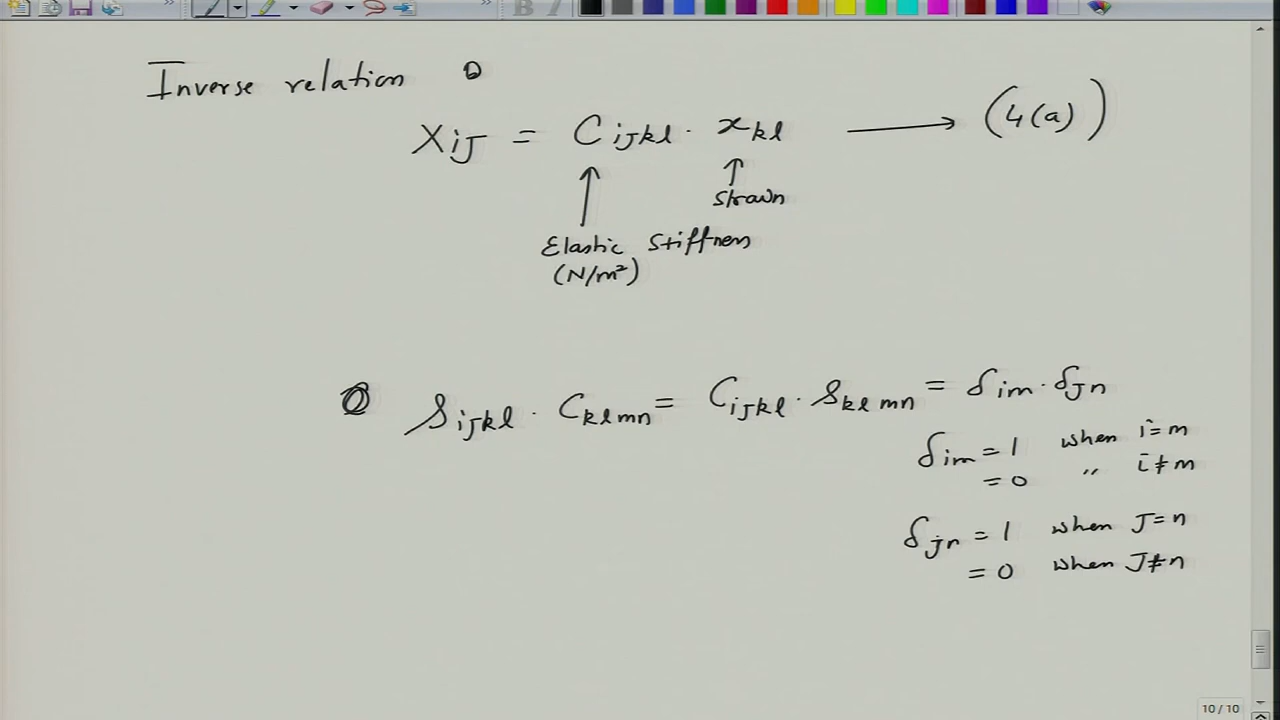 Inverse relation
Xij = Cijkl . xkl → (4(a))
Strain
Elastic Stiffness
(N/m²)
Sijkl . Cklmn = Cijkl . Sklmn = δim . δjn
δim = 1 when i=m
= 0 " i≠m
δjn = 1 when J=n
= 0 when J≠n
10 / 10